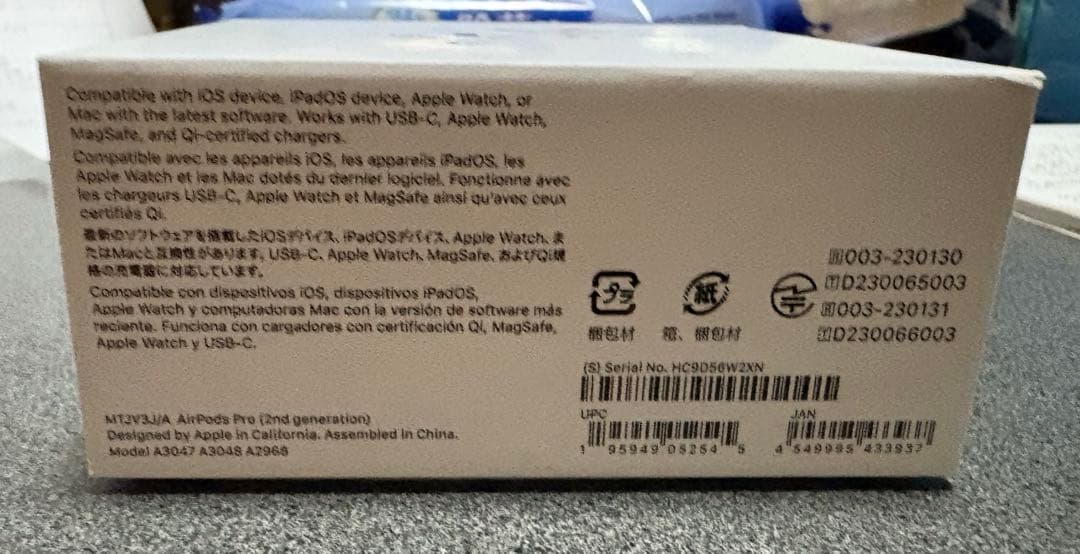 Compatible with iOS device, iPadOS device, Apple Watch, or
Mac with the latest software. Works with USB-C, Apple Watch,
MagSafe, and Qi-certified chargers.
Compatible avec les appareils iOS, les appareils iPadOS, les
Apple Watch et les Mac dotés du dernier logiciel. Fonctionne avec
les chargeurs USB-C, Apple Watch et MagSafe ainsi qu'avec ceux
certifiés Qi.
最新のソフトウェアを搭載したiOSデバイス、iPadOSデバイス、Apple Watch、ま
たはMacと互換性があります。USB-C、Apple Watch、MagSafe、およびQi規
格の充電器に対応しています。
Compatible con dispositivos iOS, dispositivos iPadOS,
Apple Watch y computadoras Mac con la versión de software más
reciente. Funciona con cargadores con certificación Qi, MagSafe,
Apple Watch y USB-C.
MT2V3J/A AirPods Pro (2nd generation)
Designed by Apple in California. Assembled in China.
Model A3047 A3048 A2968
プラ
梱包材
紙
箱、梱包材
R 003-230130
T D230065003
R 003-230131
T D230066003
(S) Serial No. HC9D56W2XN
UPC
1 95949 05254 5
JAN
4 549995 433937